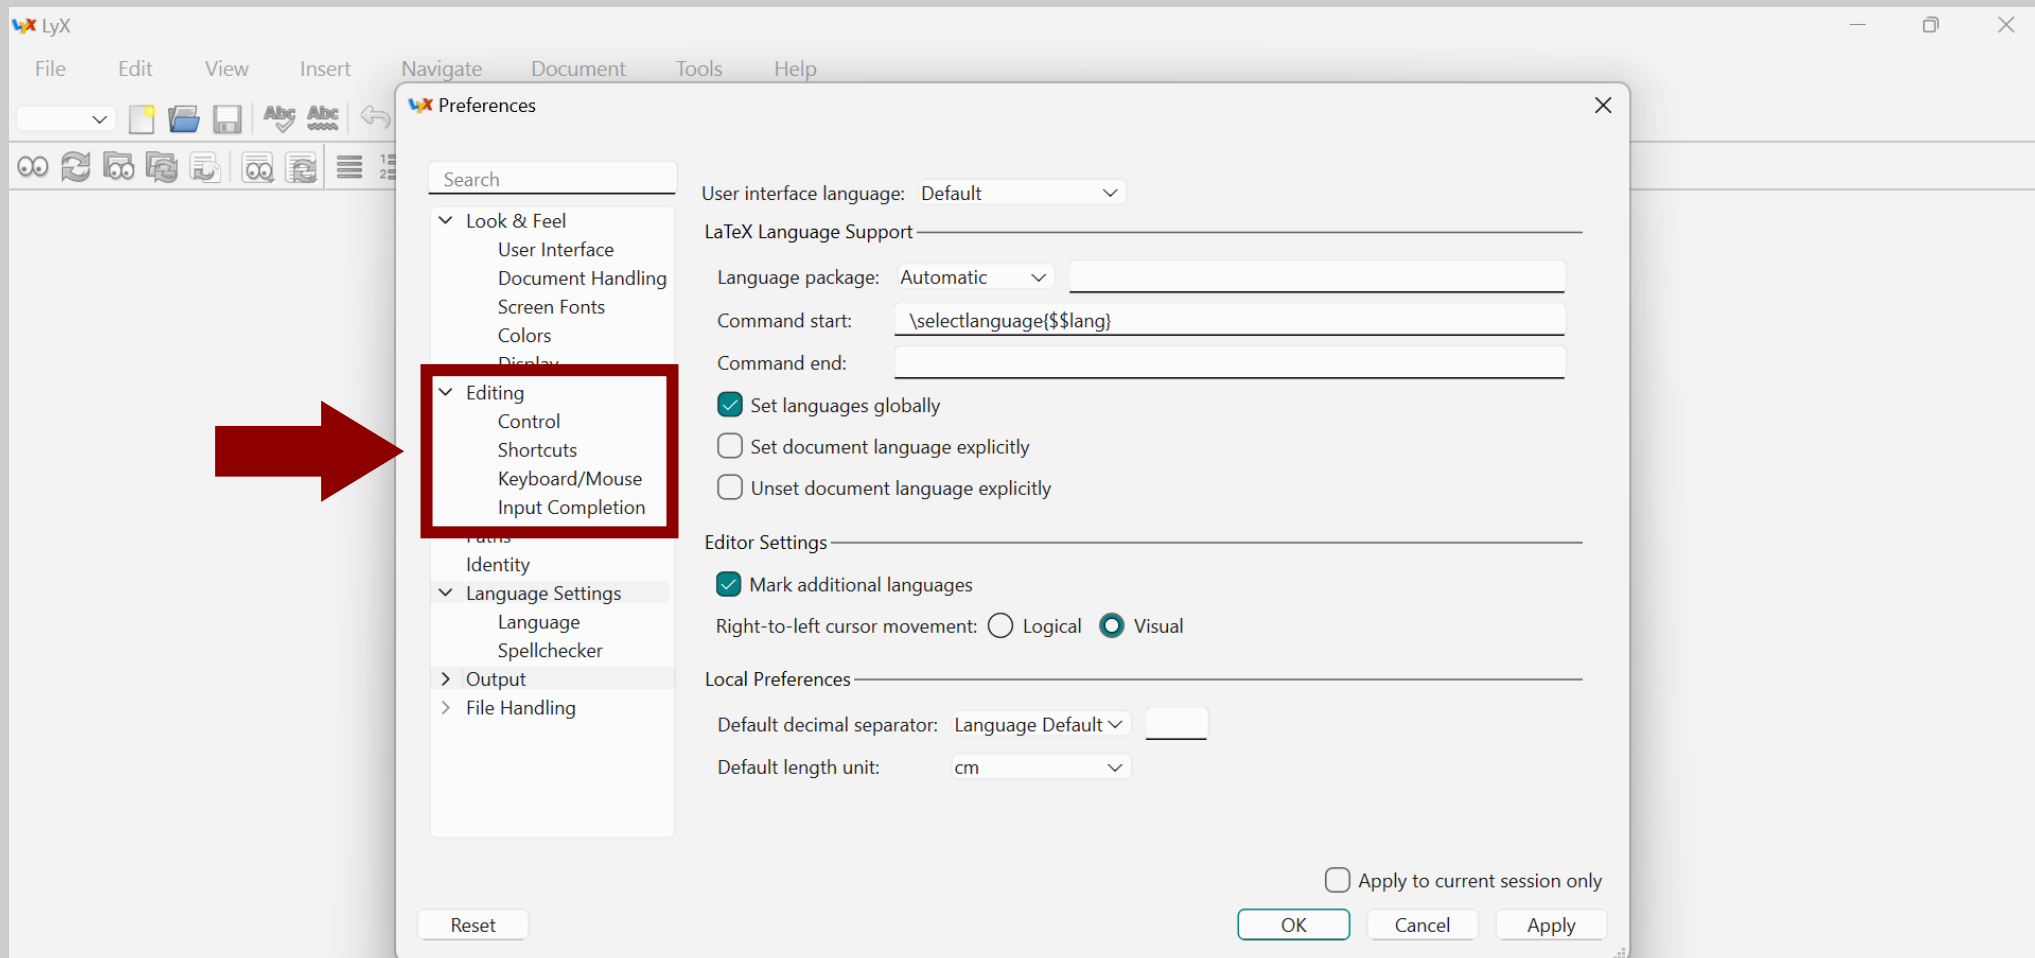 LyX
File Edit View Insert Navigate Document Tools Help
Preferences
Abc Abc
Search
Look & Feel
User Interface
Document Handling
Screen Fonts
Colors
Display
Editing
Control
Shortcuts
Keyboard/Mouse
Input Completion
Paths
Identity
Language Settings
Language
Spellchecker
Output
File Handling
User interface language: Default
LaTeX Language Support
Language package: Automatic
Command start: \selectlanguage{$$lang}
Command end:
Set languages globally
Set document language explicitly
Unset document language explicitly
Editor Settings
Mark additional languages
Right-to-left cursor movement: Logical Visual
Local Preferences
Default decimal separator: Language Default
Default length unit: cm
Apply to current session only
Reset OK Cancel Apply